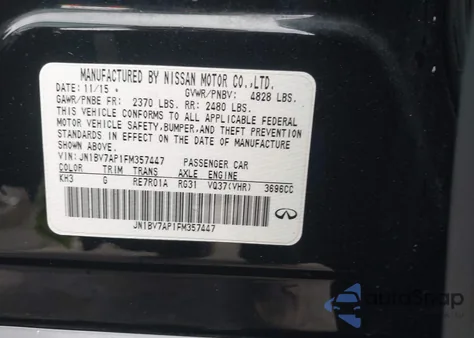 MANUFACTURED BY NISSAN MOTOR CO.,LTD.
DATE: 11/15 * GVWR/PNBV: 4828 LBS.
GAWR/PNBE FR: 2370 LBS. RR: 2480 LBS.
THIS VEHICLE CONFORMS TO ALL APPLICABLE FEDERAL
MOTOR VEHICLE SAFETY,BUMPER,AND THEFT PREVENTION
STANDARDS IN EFFECT ON THE DATE OF MANUFACTURE
SHOWN ABOVE.
VIN: JN1BV7AP1FM357447 PASSENGER CAR
COLOR TRIM TRANS AXLE ENGINE
KH3 G RE7R01A RG31 VQ37(VHR) 3696CC
JN1BV7AP1FM357447
INFINITI
autosnap